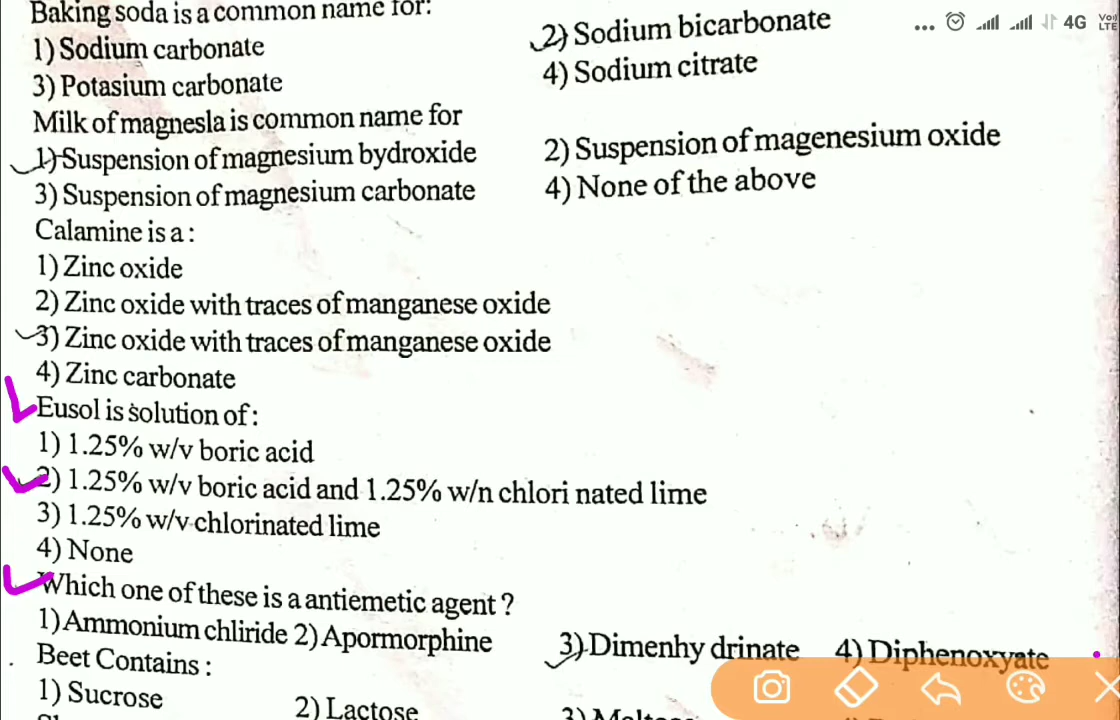 Baking soda is a common name for:
1) Sodium carbonate 2) Sodium bicarbonate
3) Potasium carbonate 4) Sodium citrate
Milk of magnesla is common name for
1) Suspension of magnesium bydroxide 2) Suspension of magenesium oxide
3) Suspension of magnesium carbonate 4) None of the above
Calamine is a :
1) Zinc oxide
2) Zinc oxide with traces of manganese oxide
3) Zinc oxide with traces of manganese oxide
4) Zinc carbonate
Eusol is solution of :
1) 1.25% w/v boric acid
2) 1.25% w/v boric acid and 1.25% w/n chlori nated lime
3) 1.25% w/v chlorinated lime
4) None
Which one of these is a antiemetic agent ?
1) Ammonium chliride 2) Apormorphine 3) Dimenhy drinate 4) Diphenoxyate
Beet Contains :
1) Sucrose 2) Lactose 3)
... 4G Vo) LTE